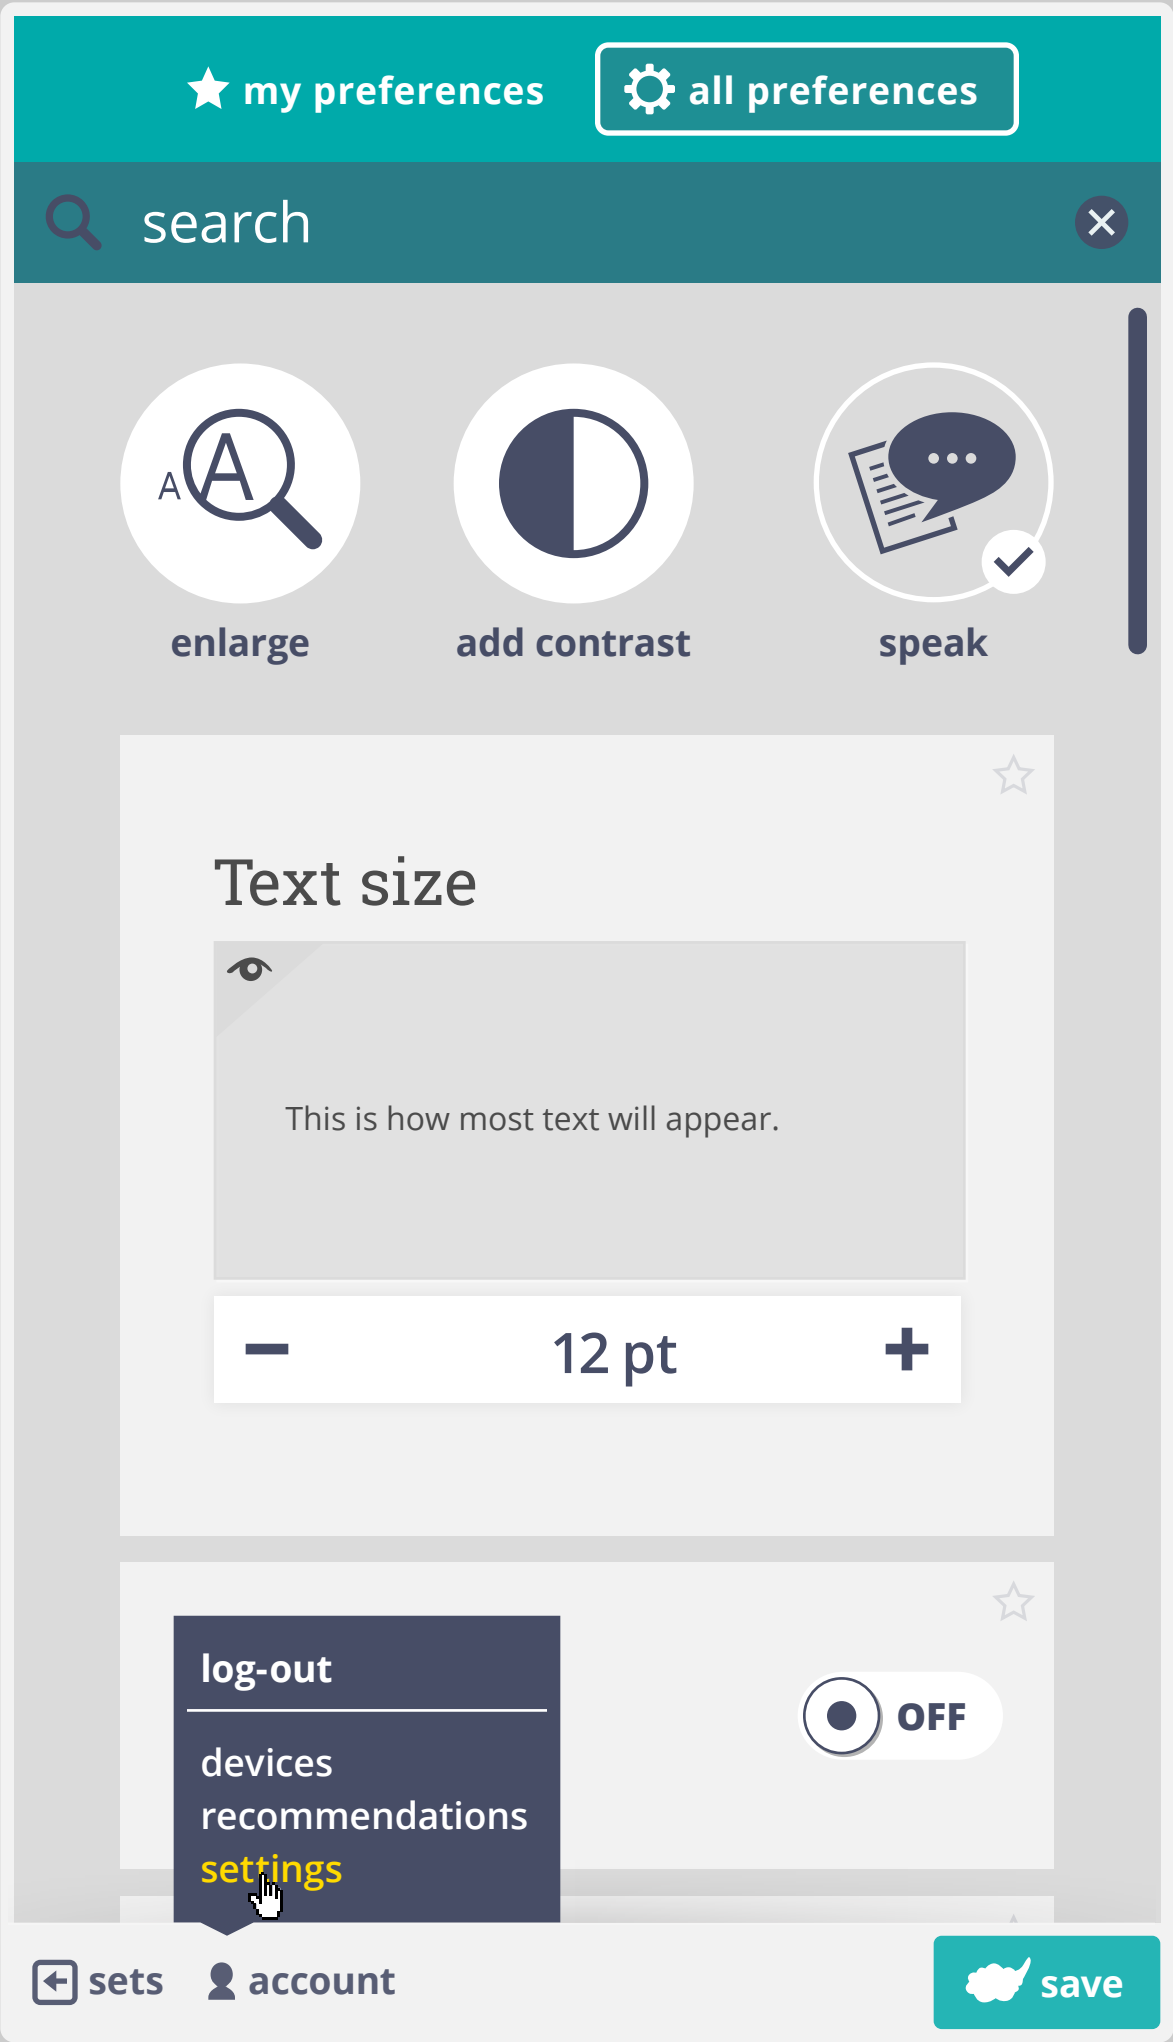 my preferences
all preferences
search
A A
enlarge
add contrast
speak
Text size
This is how most text will appear.
12 pt
log-out
OFF
devices
recommendations
settings
sets
account
save